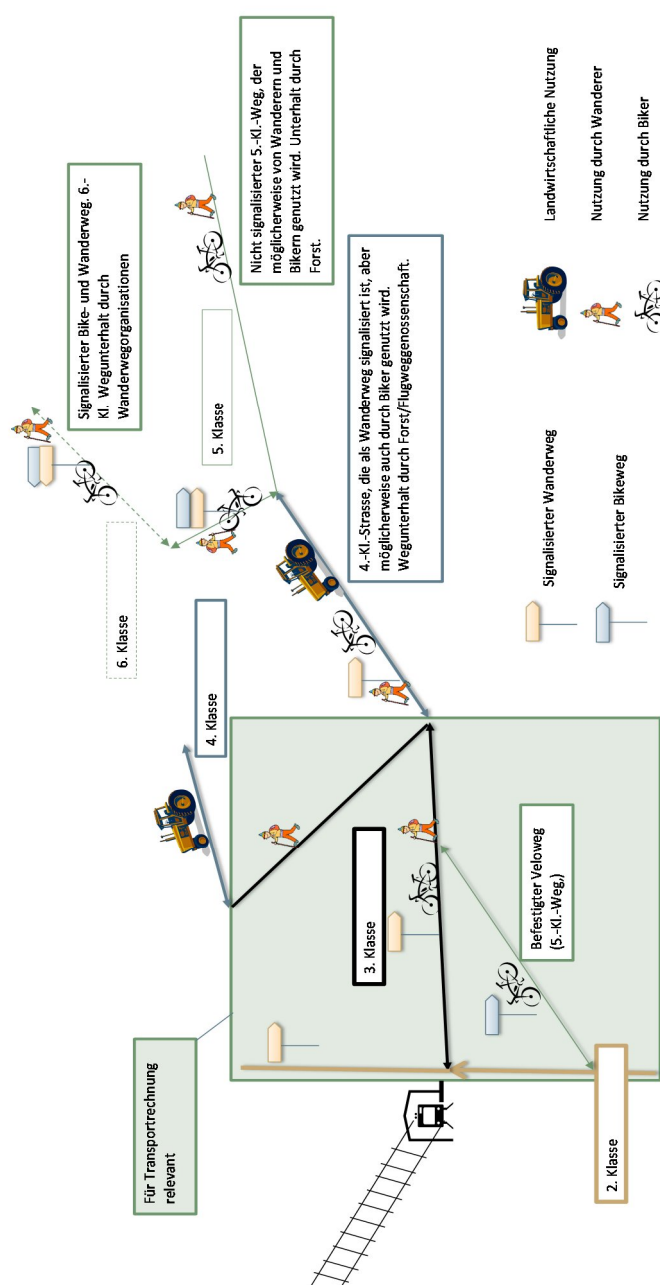 Für Transportrechnung
relevant
2. Klasse
3. Klasse
Befestigter Veloweg
(5.-Kl.-Weg,)
4. Klasse
6. Klasse
5. Klasse
Signalisierter Bike- und Wanderweg. 6.-
Kl. Wegunterhalt durch
Wanderwegorganisationen
Nicht signalisierter 5.-Kl.-Weg, der
möglicherweise von Wanderern und
Bikern genutzt wird. Unterhalt durch
Forst.
4.-Kl.-Strasse, die als Wanderweg signalisiert ist, aber
möglicherweise auch durch Biker genutzt wird.
Wegunterhalt durch Forst/Flugweggenossenschaft.
Signalisierter Wanderweg
Signalisierter Bikeweg
Landwirtschaftliche Nutzung
Nutzung durch Wanderer
Nutzung durch Biker